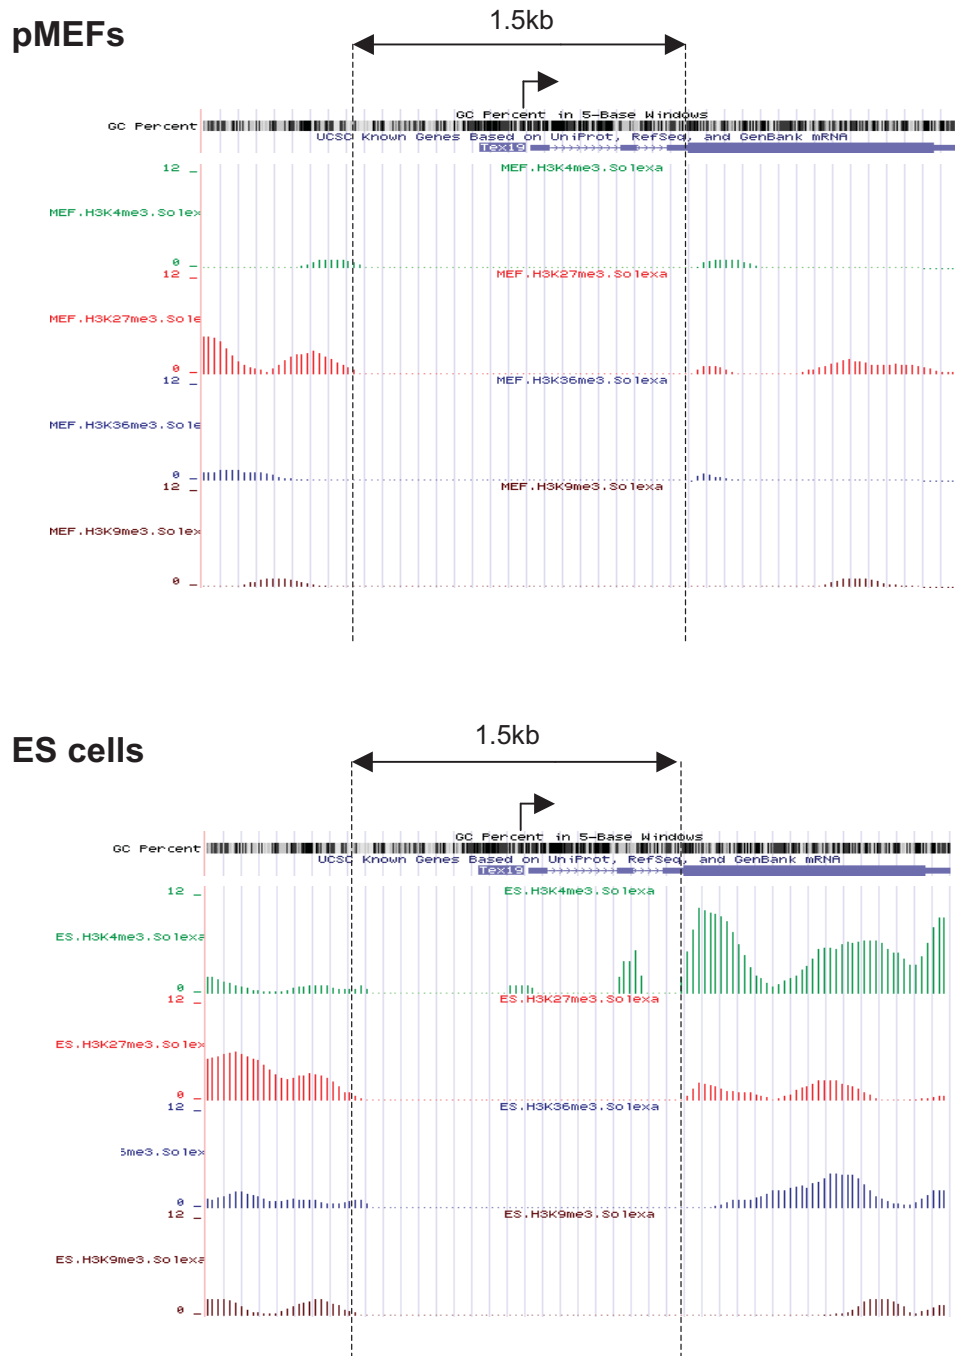 pMEFs
1.5kb
GC Percent in 5-Base Windows
GC Percent
UCSC Known Genes Based on UniProt, RefSeq, and GenBank mRNA
Tex19
12 _
MEF.H3K4me3.Solexa
MEF.H3K4me3.Solex
0 _
12 _
MEF.H3K27me3.Solexa
MEF.H3K27me3.Sole
0 _
12 _
MEF.H3K36me3.Solexa
MEF.H3K36me3.Sole
0 _
12 _
MEF.H3K9me3.Solexa
MEF.H3K9me3.Solex
0 _
ES cells
1.5kb
GC Percent in 5-Base Windows
GC Percent
UCSC Known Genes Based on UniProt, RefSeq, and GenBank mRNA
Tex19
12 _
ES.H3K4me3.Solexa
ES.H3K4me3.Solexa
0 _
12 _
ES.H3K27me3.Solexa
ES.H3K27me3.Solex
0 _
12 _
ES.H3K36me3.Solexa
6me3.Solex
0 _
12 _
ES.H3K9me3.Solexa
ES.H3K9me3.Solexa
0 _